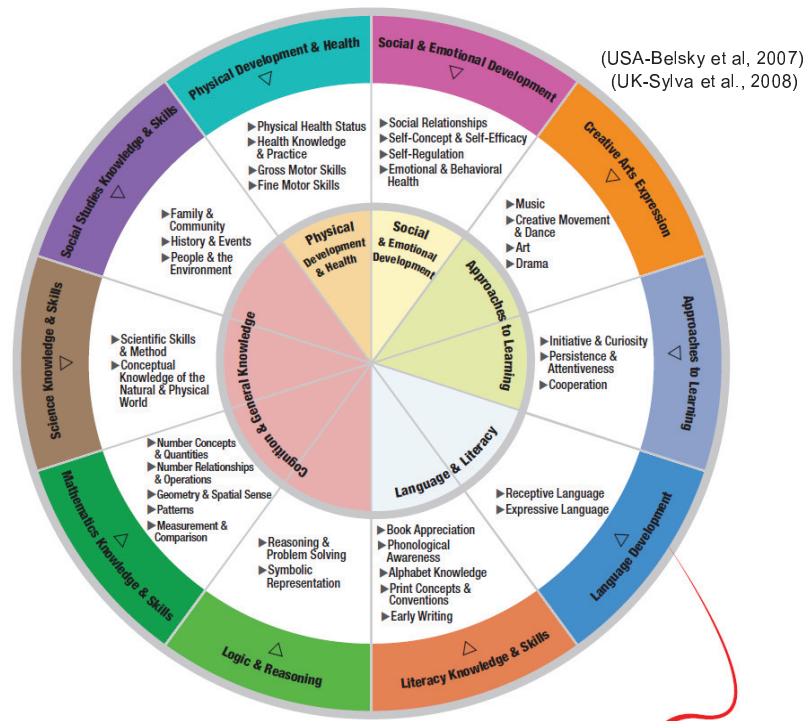 (USA-Belsky et al, 2007)
(UK-Sylva et al., 2008)
Physical Development & Health
▶Physical Health Status
▶Health Knowledge
& Practice
▶Gross Motor Skills
▶Fine Motor Skills
Social & Emotional Development
▶Social Relationships
▶Self-Concept & Self-Efficacy
▶Self-Regulation
▶Emotional & Behavioral
Health
Creative Arts Expression
▶Music
▶Creative Movement
& Dance
▶Art
▶Drama
Approaches to Learning
▶Initiative & Curiosity
▶Persistence &
Attentiveness
▶Cooperation
Language Development
▶Receptive Language
▶Expressive Language
Literacy Knowledge & Skills
▶Book Appreciation
▶Phonological
Awareness
▶Alphabet Knowledge
▶Print Concepts &
Conventions
▶Early Writing
Logic & Reasoning
▶Reasoning &
Problem Solving
▶Symbolic
Representation
Mathematics Knowledge & Skills
▶Number Concepts
& Quantities
▶Number Relationships
& Operations
▶Geometry & Spatial Sense
▶Patterns
▶Measurement &
Comparison
Science Knowledge & Skills
▶Scientific Skills
& Method
▶Conceptual
Knowledge of the
Natural & Physical
World
Social Studies Knowledge & Skills
▶Family &
Community
▶History & Events
▶People & the
Environment
Physical
Development
& Health
Social
& Emotional
Development
Approaches to Learning
Language & Literacy
Cognition & General Knowledge